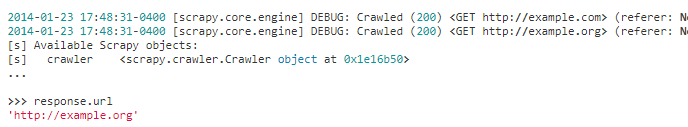 2014-01-23 17:48:31-0400 [scrapy.core.engine] DEBUG: Crawled (200) <GET http://example.com> (referer:
2014-01-23 17:48:31-0400 [scrapy.core.engine] DEBUG: Crawled (200) <GET http://example.org> (referer:
[s] Available Scrapy objects:
[s]   crawler    <scrapy.crawler.Crawler object at 0x1e16b50>
...
>>> response.url
'http://example.org'